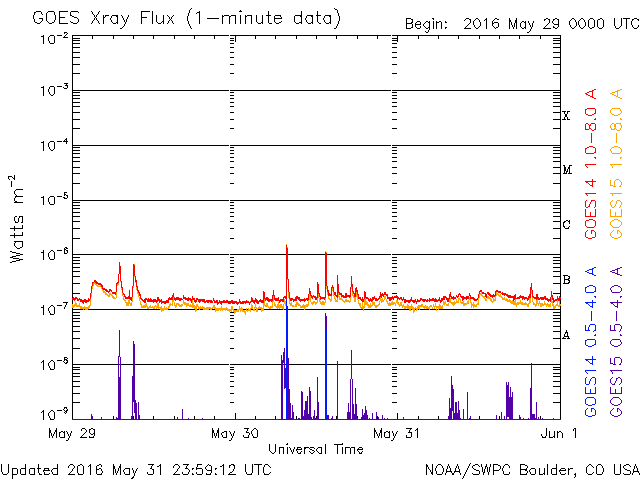 GOES Xray Flux (1-minute data)
Begin: 2016 May 29 0000 UTC
10-2
10-3
10-4
10-5
10-6
10-7
10-8
10-9
Watts m-2
X
M
C
B
A
GOES14 1.0-8.0 A
GOES15 1.0-8.0 A
GOES14 0.5-4.0 A
GOES15 0.5-4.0 A
May 29
May 30
May 31
Jun 1
Universal Time
Updated 2016 May 31 23:59:12 UTC
NOAA/SWPC Boulder, CO USA